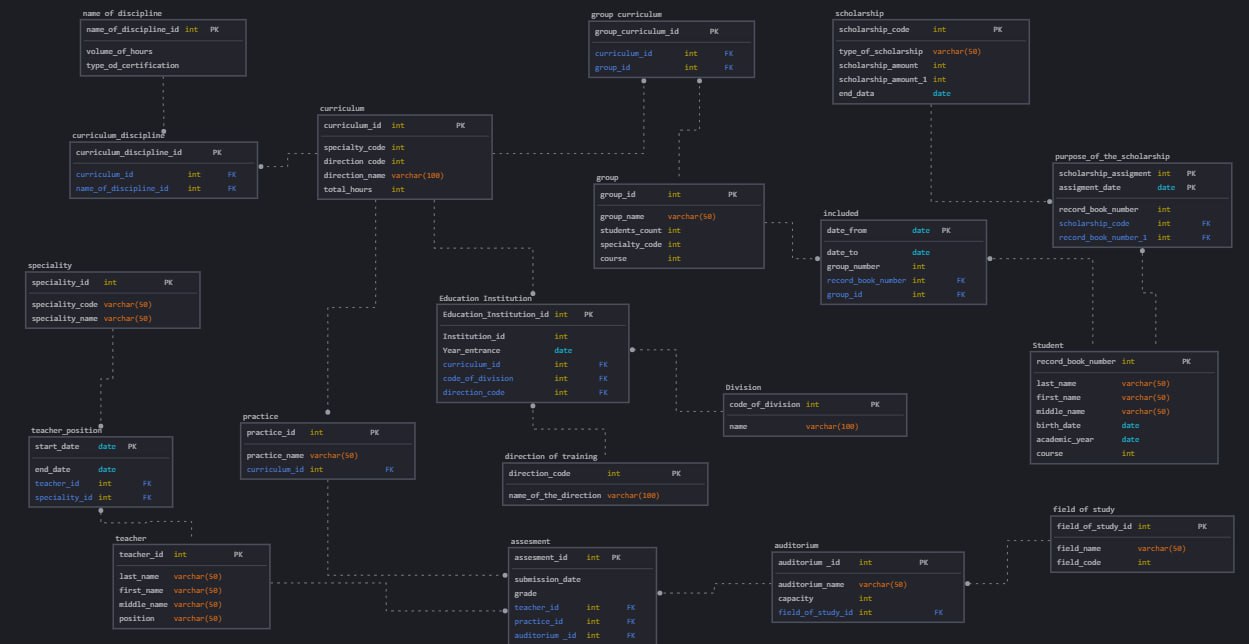 name of discipline
name_of_discipline_id int PK
volume_of_hours
type_od_certification
group curriculum
group_curriculum_id PK
curriculum_id int FK
group_id int FK
scholarship
scholarship_code int PK
type_of_scholarship varchar(50)
scholarship_amount int
scholarship_amount_1 int
end_data date
curriculum
curriculum_id int PK
specialty_code int
direction code int
direction_name varchar(100)
total_hours int
curriculum_discipline
curriculum_discipline_id PK
curriculum_id int FK
name_of_discipline_id int FK
purpose_of_the_scholarship
scholarship_assigment int PK
assigment_date date PK
record_book_number int
scholarship_code int FK
record_book_number_1 int FK
group
group_id int PK
group_name varchar(50)
students_count int
specialty_code int
course int
included
date_from date PK
date_to date
group_number int
record_book_number int FK
group_id int FK
speciality
speciality_id int PK
speciality_code varchar(50)
speciality_name varchar(50)
Education Institution
Education_Institution_id int PK
Institution_id int
Year_entrance date
curriculum_id int FK
code_of_division int FK
direction_code int FK
Student
record_book_number int PK
last_name varchar(50)
first_name varchar(50)
middle_name varchar(50)
birth_date date
academic_year date
course int
Division
code_of_division int PK
name varchar(100)
practice
practice_id int PK
practice_name varchar(50)
curriculum_id int FK
teacher_position
start_date date PK
end_date date
teacher_id int FK
speciality_id int FK
direction of training
direction_code int PK
name_of_the_direction varchar(100)
field of study
field_of_study_id int PK
field_name varchar(50)
field_code int
teacher
teacher_id int PK
last_name varchar(50)
first_name varchar(50)
middle_name varchar(50)
position varchar(50)
assesment
assesment_id int PK
submission_date
grade
teacher_id int FK
practice_id int FK
auditorium _id int FK
auditorium
auditorium _id int PK
auditorium_name varchar(50)
capacity int
field_of_study_id int FK